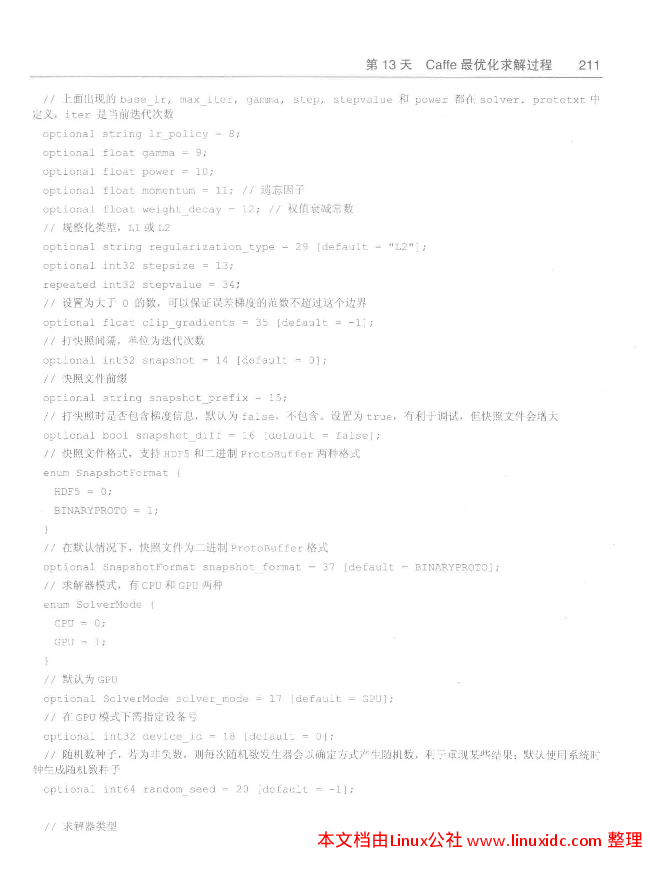 第 13 天 Caffe 最优化求解过程 211
// 上面出现的 base_lr, max_iter, gamma, step, stepvalue 和 power 都在 solver. prototxt 中
定义，iter 是当前迭代次数
optional string lr_policy = 8;
optional float gamma = 9;
optional float power = 10;
optional float momentum = 11; // 遗忘因子
optional float weight_decay = 12; // 权值衰减常数
// 规整化类型，L1 或 L2
optional string regularization_type = 29 [default = "L2"];
optional int32 stepsize = 13;
repeated int32 stepvalue = 34;
// 设置为大于 0 的数，可以保证误差梯度的范数不超过这个边界
optional float clip_gradients = 35 [default = -1];
// 打快照间隔，单位为迭代次数
optional int32 snapshot = 14 [default = 0];
// 快照文件前缀
optional string snapshot_prefix = 15;
// 打快照时是否包含梯度信息，默认为 false，不包含。设置为 true，有利于调试，但快照文件会增大
optional bool snapshot_diff = 16 [default = false];
// 快照文件格式，支持 HDF5 和二进制 ProtoBuffer 两种格式
enum SnapshotFormat {
HDF5 = 0;
BINARYPROTO = 1;
}
// 在默认情况下，快照文件为二进制 ProtoBuffer 格式
optional SnapshotFormat snapshot_format = 37 [default = BINARYPROTO];
// 求解器模式，有 CPU 和 GPU 两种
enum SolverMode {
CPU = 0;
GPU = 1;
}
// 默认为 GPU
optional SolverMode solver_mode = 17 [default = GPU];
// 在 GPU 模式下需指定设备号
optional int32 device_id = 18 [default = 0];
// 随机数种子，若为非负数，则每次随机数发生器会以确定方式产生随机数，利于重现某些结果；默认使用系统时
钟生成随机数种子
optional int64 random_seed = 20 [default = -1];
// 求解器类型
本文档由Linux公社 www.linuxidc.com 整理